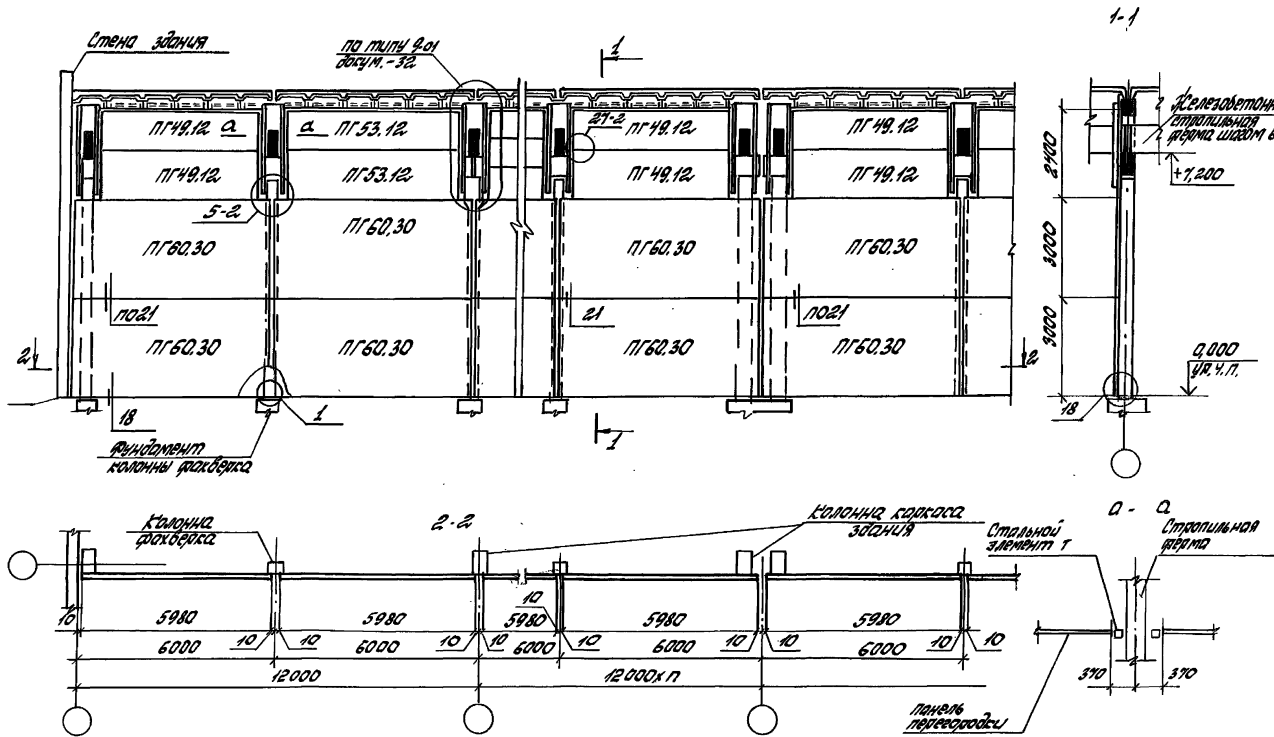 Стена здания
по типу 9.01
докум. -32
1
1-1
ПГ49.12
а
а
ПГ53.12
27-2
ПГ49.12
ПГ49.12
Железобетонн
стропильная
ферма шагом 6
2400
+7,200
ПГ49.12
ПГ53.12
ПГ49.12
ПГ49.12
5-2
ПГ60.30
ПГ60.30
ПГ60.30
ПГ60.30
3000
по21
21
по21
2
ПГ60.30
ПГ60.30
ПГ60.30
ПГ60.30
2
3000
0,000
ур.ч.п.
18
1
1
18
Фундамент
колонны фахверка
Колонна
фахверка
2-2
Колонна каркаса
здания
а - а
Стальной
элемент Т
Стропильная
ферма
10
5980
5980
5980
10
5980
5980
10
10
10
10
10
10
10
10
10
6000
6000
6000
6000
6000
370
370
12000
12000хп
панель
перегородки